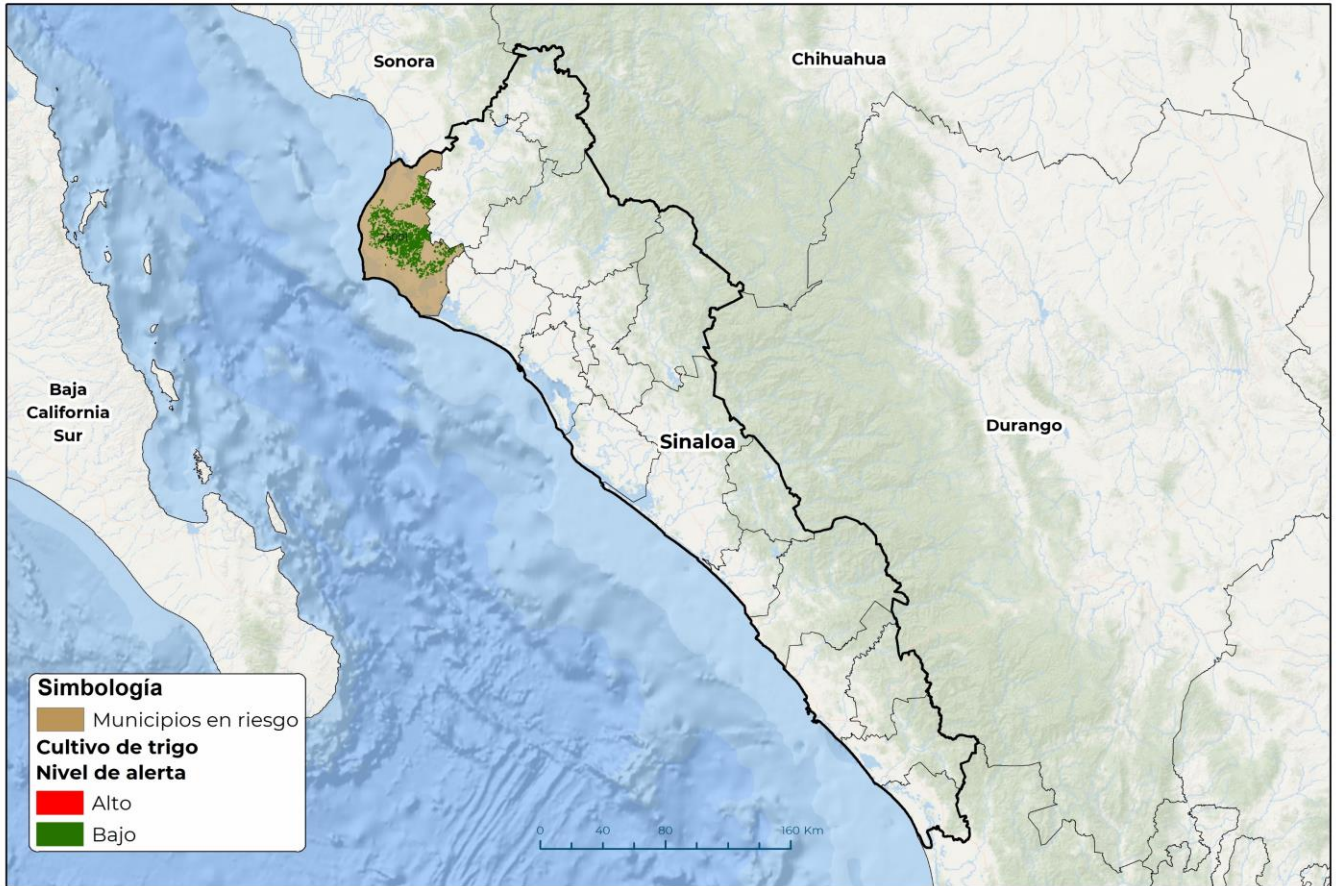 Sonora
Chihuahua
Baja
California
Sur
Sinaloa
Durango
Simbología
Municipios en riesgo
Cultivo de trigo
Nivel de alerta
Alto
Bajo
0 40 80 160 Km